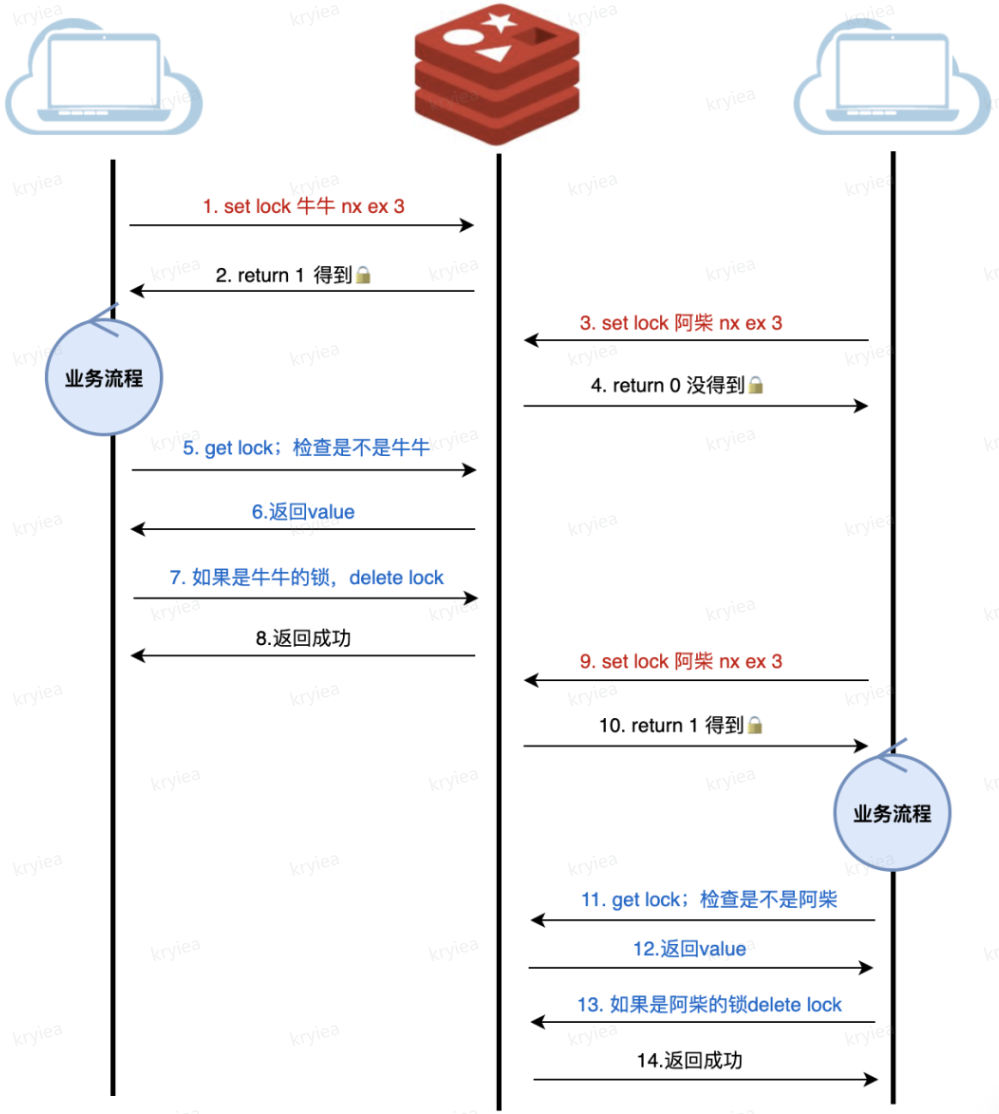 1. set lock 牛牛 nx ex 3
2. return 1 得到🔒
业务流程
3. set lock 阿柴 nx ex 3
4. return 0 没得到🔒
5. get lock；检查是不是牛牛
6.返回value
7. 如果是牛牛的锁，delete lock
8.返回成功
9. set lock 阿柴 nx ex 3
10. return 1 得到🔒
业务流程
11. get lock；检查是不是阿柴
12.返回value
13. 如果是阿柴的锁delete lock
14.返回成功
kryiea